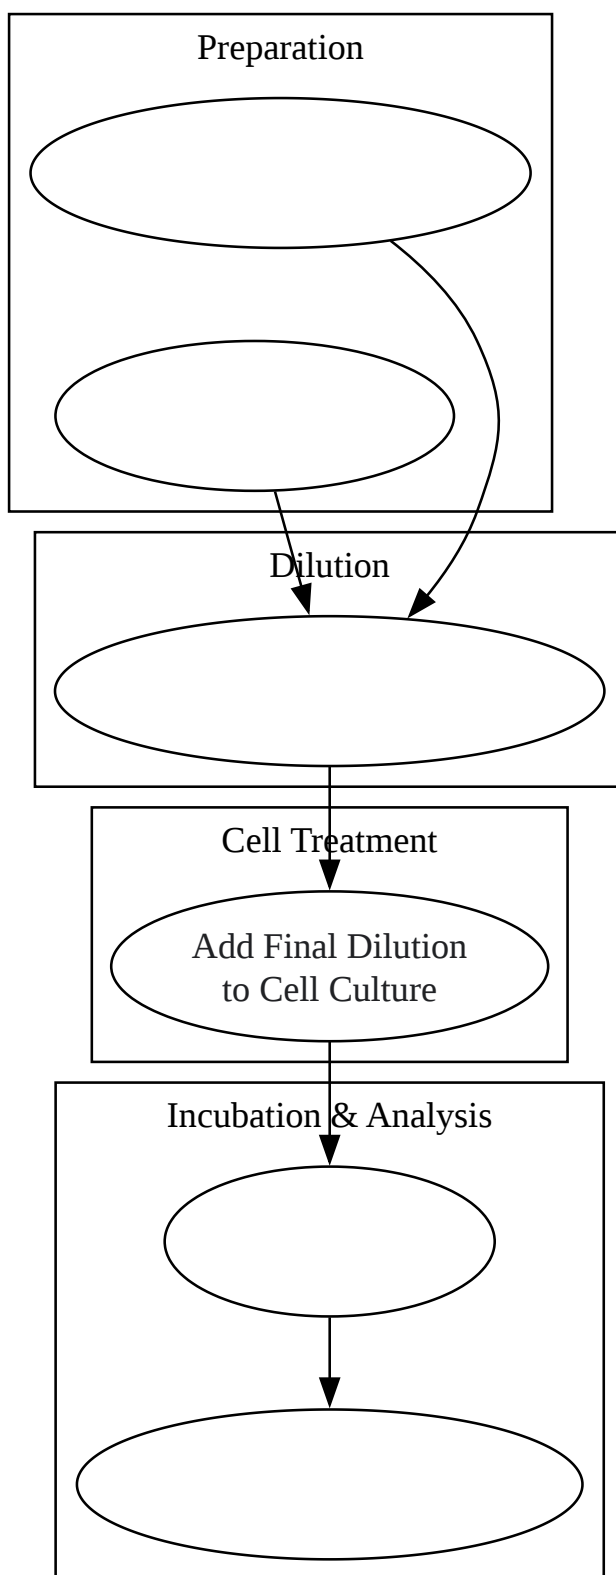 Preparation
Dilution
Cell Treatment
Add Final Dilution
to Cell Culture
Incubation & Analysis